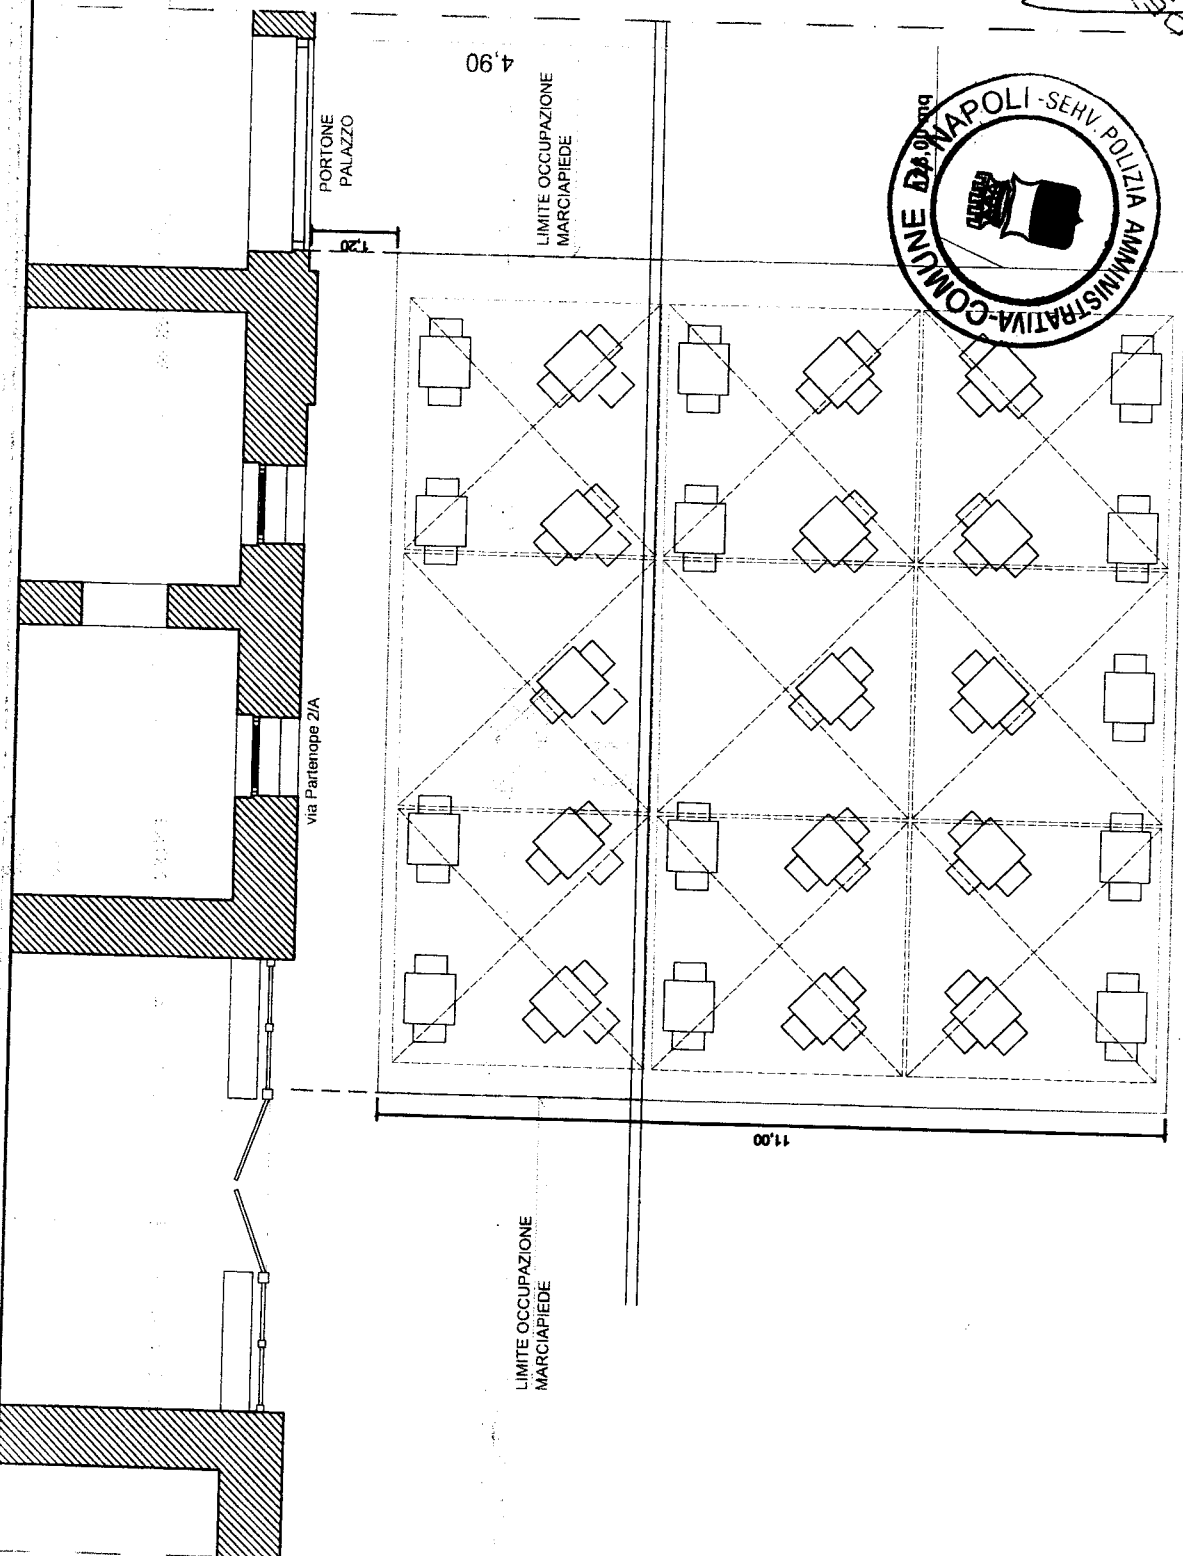 4,90
PORTONE
PALAZZO
1,20
LIMITE OCCUPAZIONE
MARCIAPIEDE
COMUNE DI NAPOLI - SERV. POLIZIA AMMINISTRATIVA-
via Partenope 2/A
11,00
LIMITE OCCUPAZIONE
MARCIAPIEDE